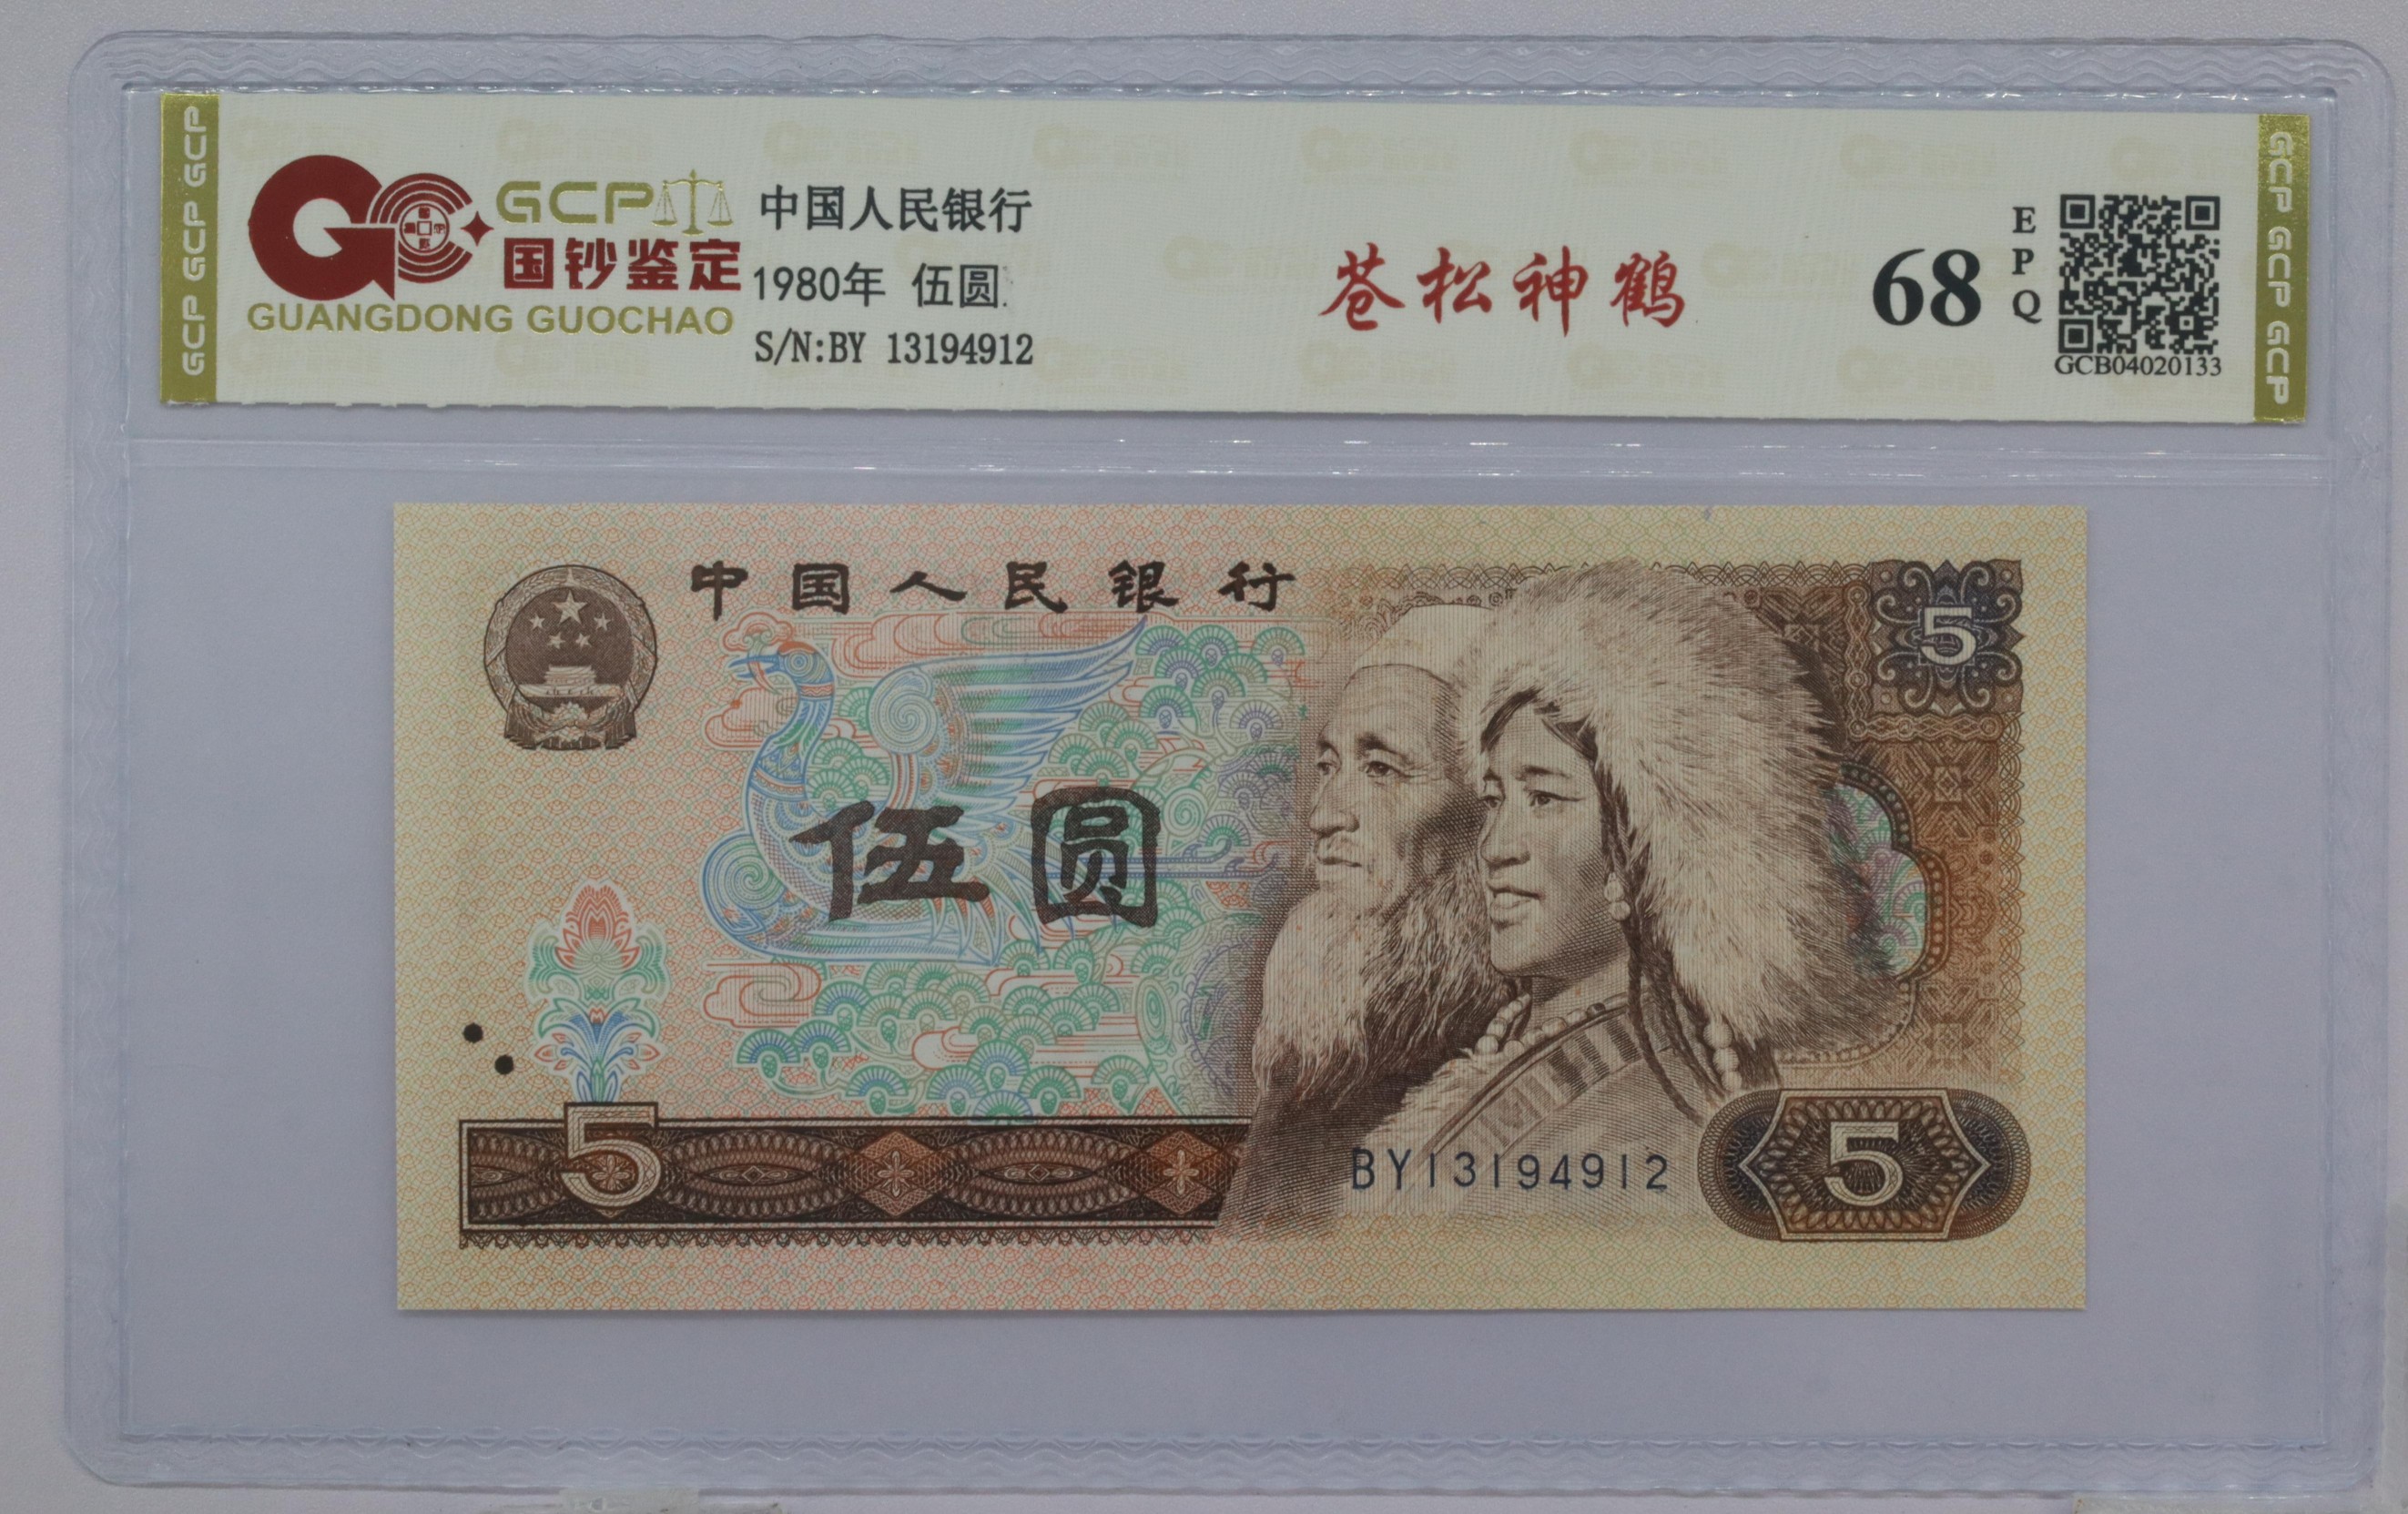 GCP GCP GCP
GCP
国钞鉴定
GUANGDONG GUOCHAO
中国人民银行
1980年 伍圆
S/N:BY 13194912
苍松神鹤
68
EPQ
GCB04020133
GCP GCP GCP
中国人民银行
5
伍圆
5
BY13194912
5